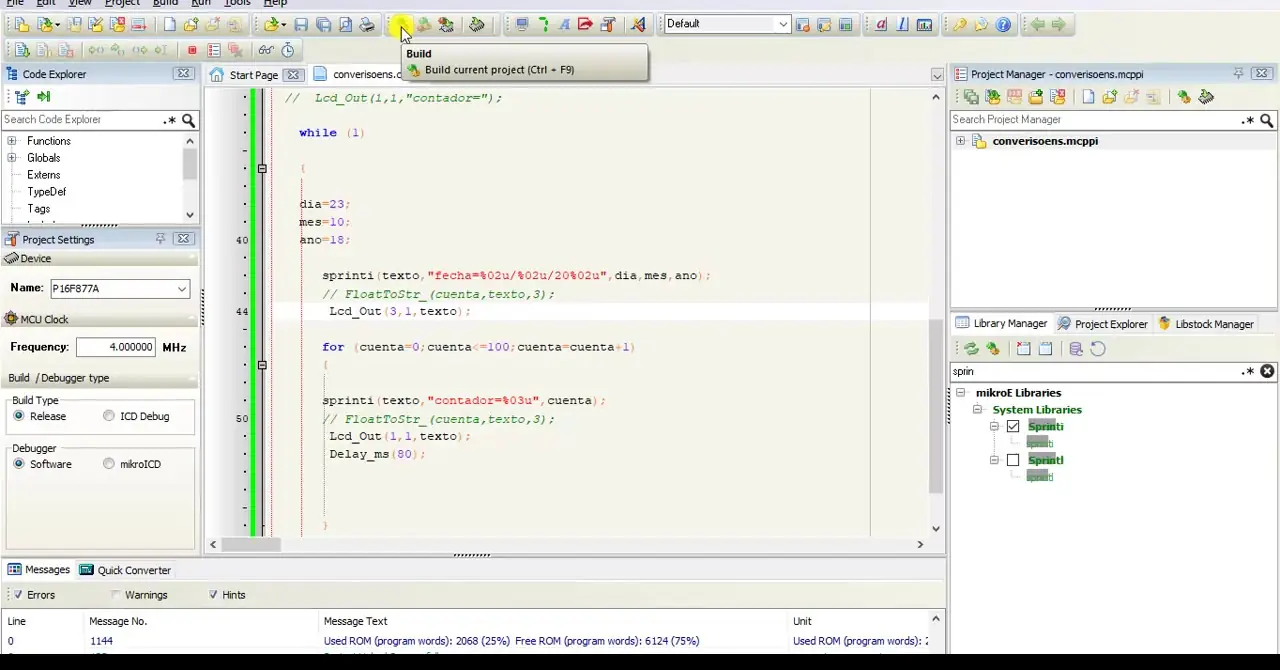 File Edit View Project Build Run Tools Help
Default
Build
Build current project (Ctrl + F9)
Code Explorer
Search Code Explorer
Functions
Globals
Externs
TypeDef
Tags
Project Settings
Device
Name: P16F877A
MCU Clock
Frequency: 4.000000 MHz
Build / Debugger type
Build Type
Release ICD Debug
Debugger
Software mikroICD
Start Page converisoens.c
// Lcd_Out(1,1,"contador=");
while (1)
{
dia=23;
mes=10;
40 ano=18;
sprinti(texto,"fecha=%02u/%02u/20%02u",dia,mes,ano);
// FloatToStr_(cuenta,texto,3);
44 Lcd_Out(3,1,texto);
for (cuenta=0;cuenta<=100;cuenta=cuenta+1)
{
sprinti(texto,"contador=%03u",cuenta);
50 // FloatToStr_(cuenta,texto,3);
Lcd_Out(1,1,texto);
Delay_ms(80);
}
Project Manager - converisoens.mcppi
Search Project Manager
converisoens.mcppi
Library Manager Project Explorer Libstock Manager
sprin
mikroE Libraries
System Libraries
Sprinti
sprinti
Sprintl
sprintl
Messages Quick Converter
Errors Warnings Hints
Line Message No. Message Text Unit
0 1144 Used ROM (program words): 2068 (25%) Free ROM (program words): 6124 (75%) Used ROM (program words): 2